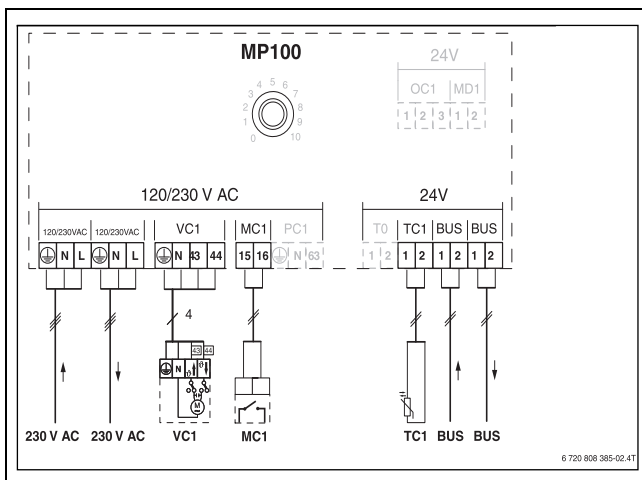 MP100
24V
OC1 MD1
1 2 3 1 2
0 1 2 3 4 5 6 7 8 9 10
120/230 V AC
24V
120/230VAC 120/230VAC VC1 MC1 PC1 T0 TC1 BUS BUS
N L N L N 43 44 15 16 N 63 1 2 1 2 1 2 1 2
4
43 44
N
M
230 V AC 230 V AC VC1 MC1 TC1 BUS BUS
6 720 808 385-02.4T